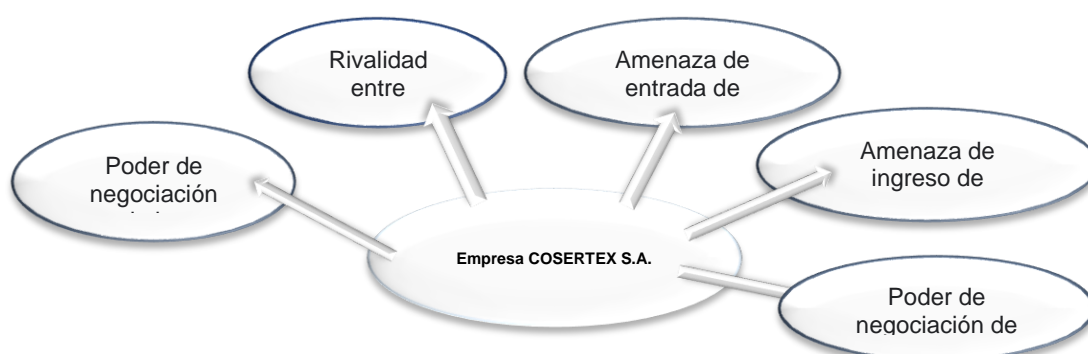 Rivalidad
entre
Amenaza de
entrada de
Poder de
negociación
Amenaza de
ingreso de
Empresa COSERTEX S.A.
Poder de
negociación de